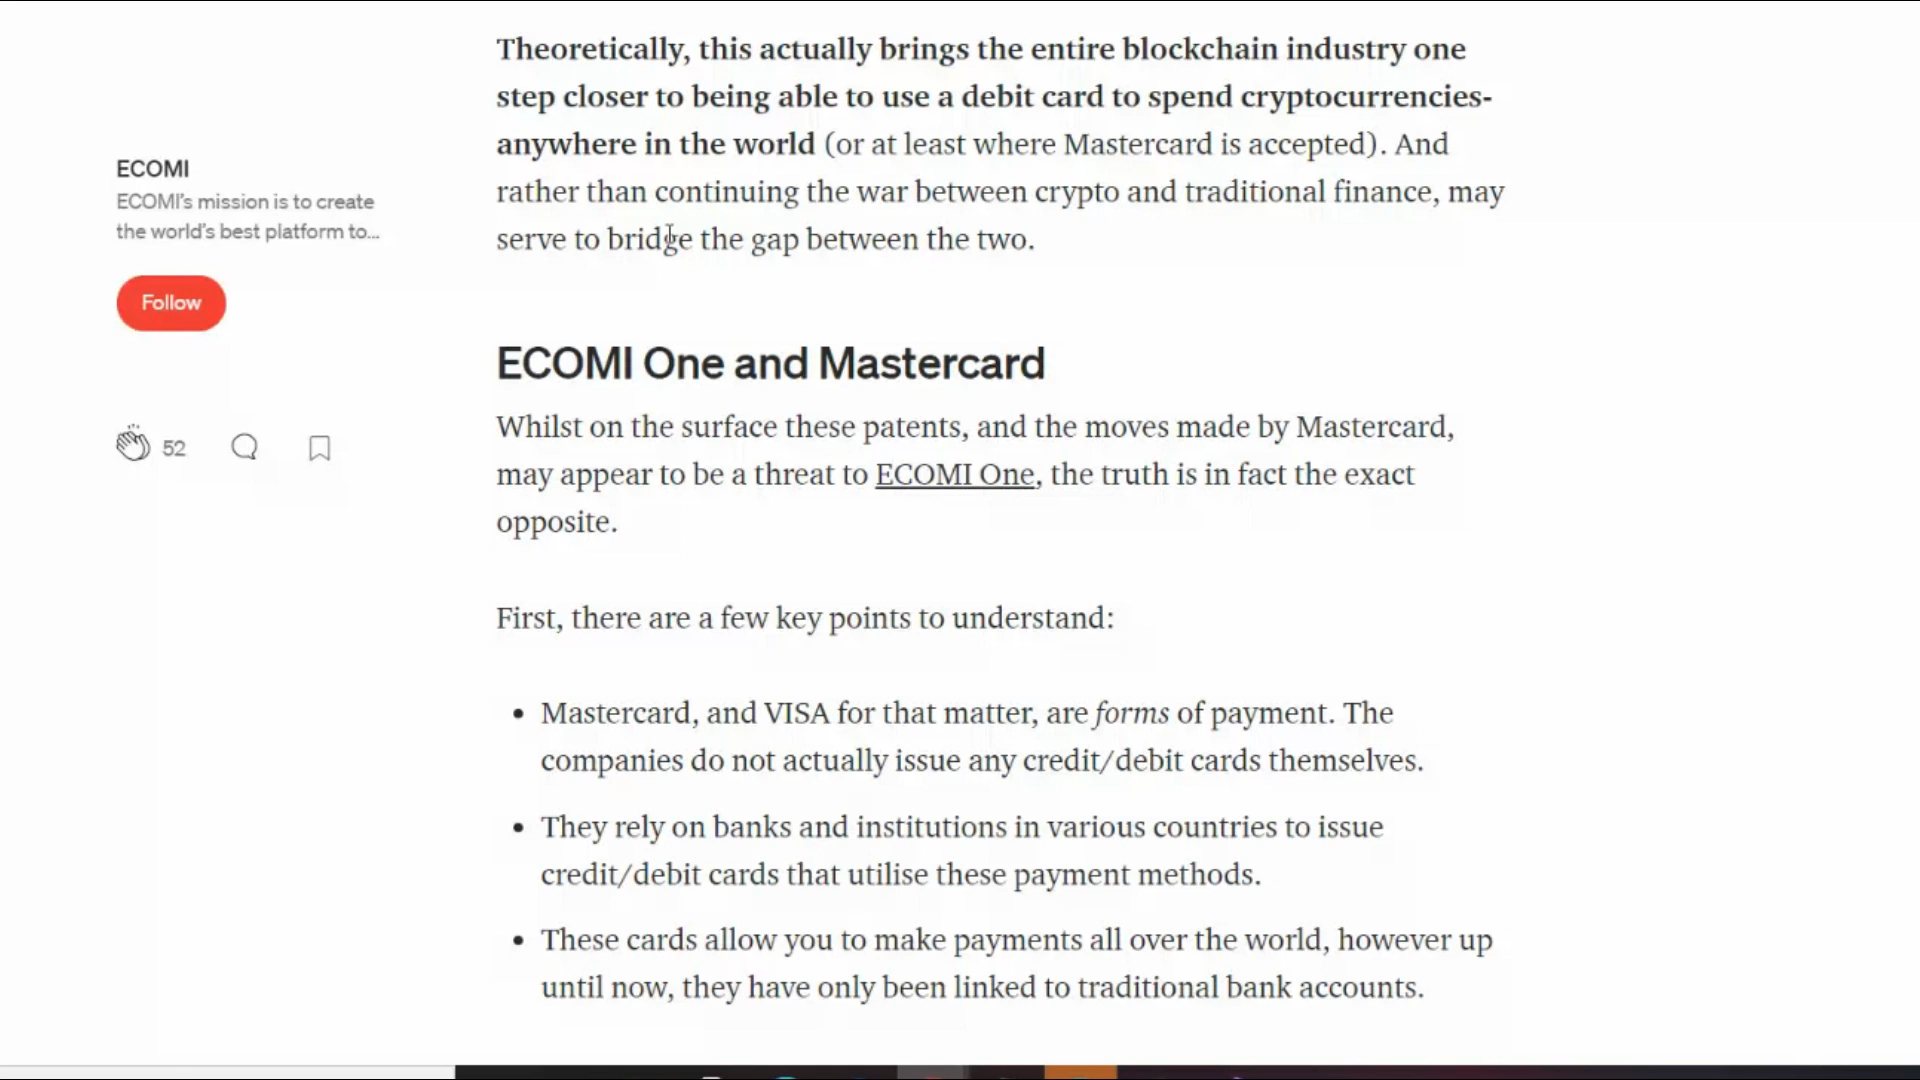 Theoretically, this actually brings the entire blockchain industry one
step closer to being able to use a debit card to spend cryptocurrencies-
anywhere in the world (or at least where Mastercard is accepted). And
rather than continuing the war between crypto and traditional finance, may
serve to bridge the gap between the two.
ECOMI
ECOMI's mission is to create
the world's best platform to...
Follow
52
ECOMI One and Mastercard
Whilst on the surface these patents, and the moves made by Mastercard,
may appear to be a threat to ECOMI One, the truth is in fact the exact
opposite.
First, there are a few key points to understand:
• Mastercard, and VISA for that matter, are forms of payment. The
companies do not actually issue any credit/debit cards themselves.
• They rely on banks and institutions in various countries to issue
credit/debit cards that utilise these payment methods.
• These cards allow you to make payments all over the world, however up
until now, they have only been linked to traditional bank accounts.